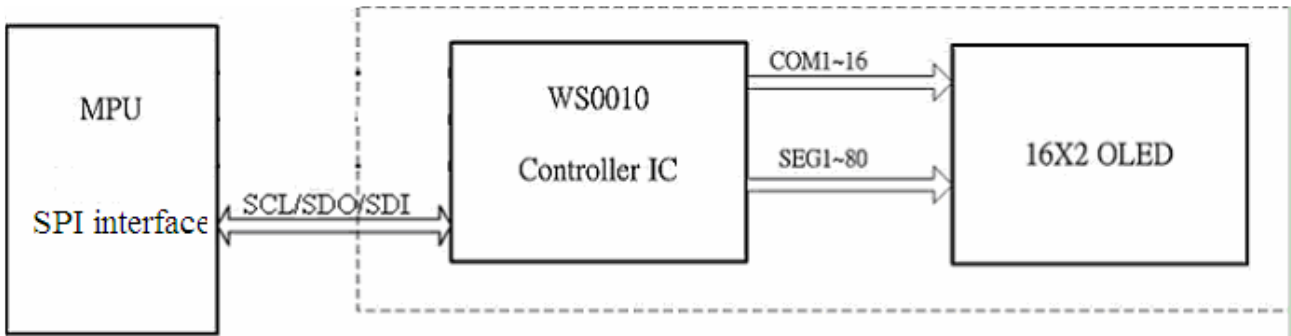 MPU
SPI interface
SCL/SDO/SDI
WS0010
Controller IC
COM1~16
SEG1~80
16X2 OLED